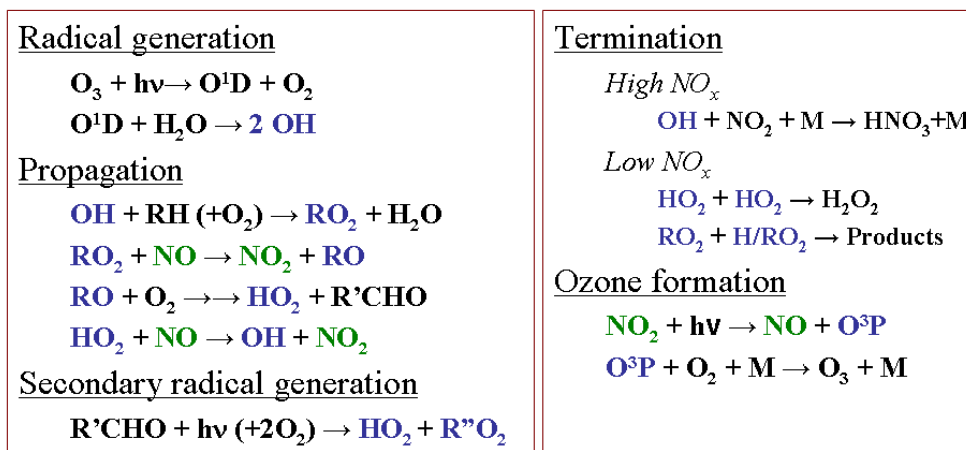 Radical generation
O₃ + hν→ O¹D + O₂
O¹D + H₂O → 2 OH
Propagation
OH + RH (+O₂) → RO₂ + H₂O
RO₂ + NO → NO₂ + RO
RO + O₂ →→ HO₂ + R’CHO
HO₂ + NO → OH + NO₂
Secondary radical generation
R’CHO + hν (+2O₂) → HO₂ + R”O₂
Termination
High NOₓ
OH + NO₂ + M → HNO₃+M
Low NOₓ
HO₂ + HO₂ → H₂O₂
RO₂ + H/RO₂ → Products
Ozone formation
NO₂ + hν → NO + O³P
O³P + O₂ + M → O₃ + M